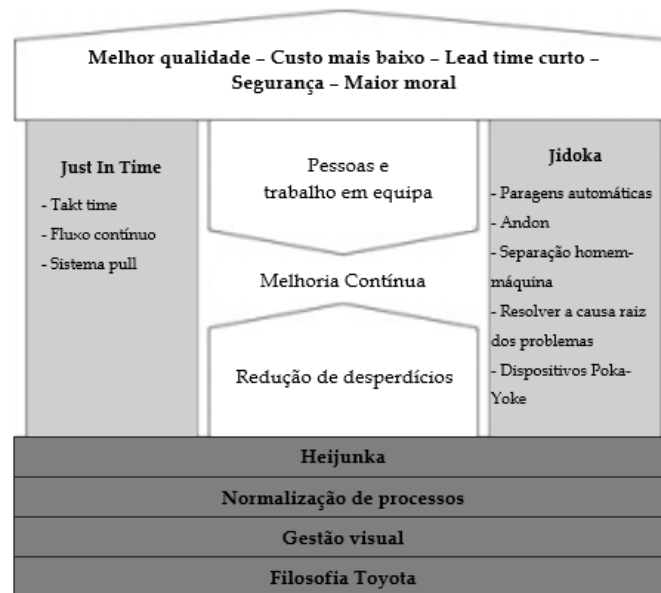 Melhor qualidade – Custo mais baixo – Lead time curto –
Segurança – Maior moral
Just In Time
- Takt time
- Fluxo contínuo
- Sistema pull
Pessoas e
trabalho em equipa
Melhoria Contínua
Redução de desperdícios
Jidoka
- Paragens automáticas
- Andon
- Separação homem-
máquina
- Resolver a causa raiz
dos problemas
- Dispositivos Poka-
Yoke
Heijunka
Normalização de processos
Gestão visual
Filosofia Toyota